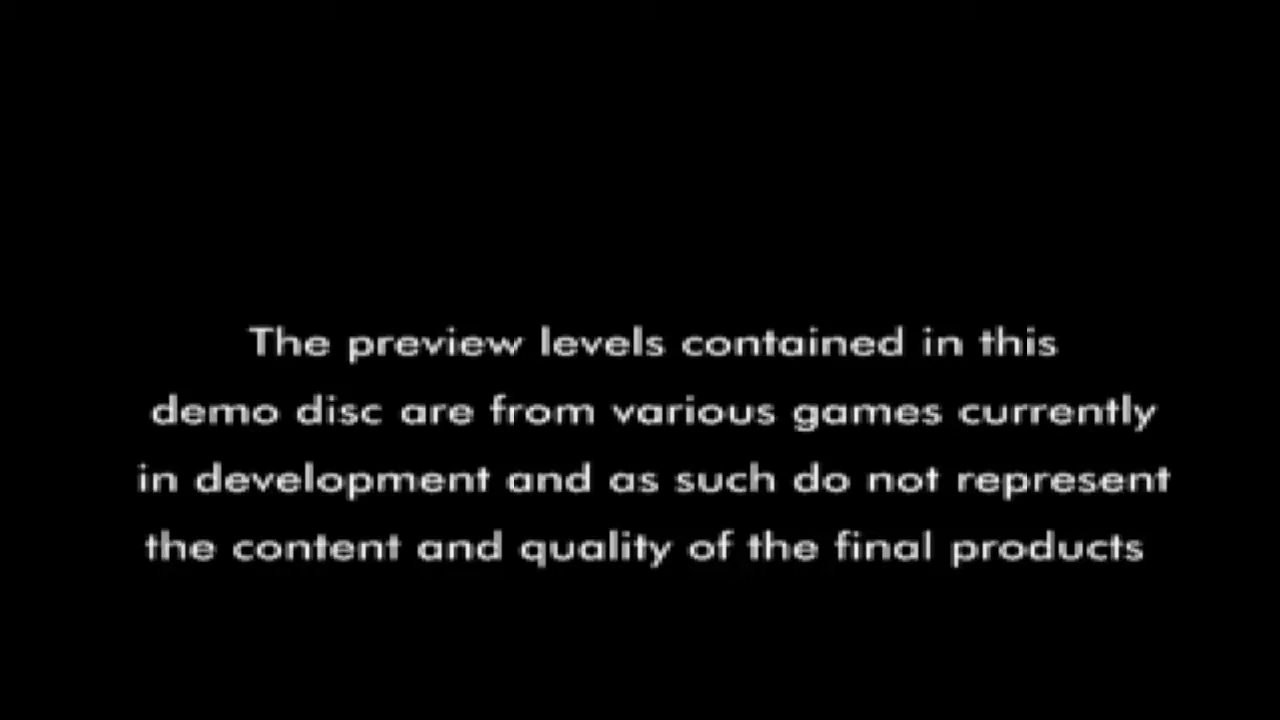 The preview levels contained in this
demo disc are from various games currently
in development and as such do not represent
the content and quality of the final products